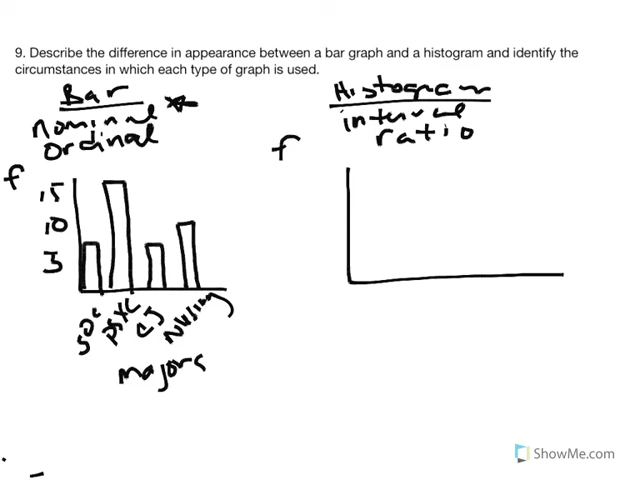 9. Describe the difference in appearance between a bar graph and a histogram and identify the
circumstances in which each type of graph is used.
Bar
nominal
ordinal
f
15
10
5
Soc
psyc
CJ
Nursing
majors
Histogram
interval
ratio
f
ShowMe.com